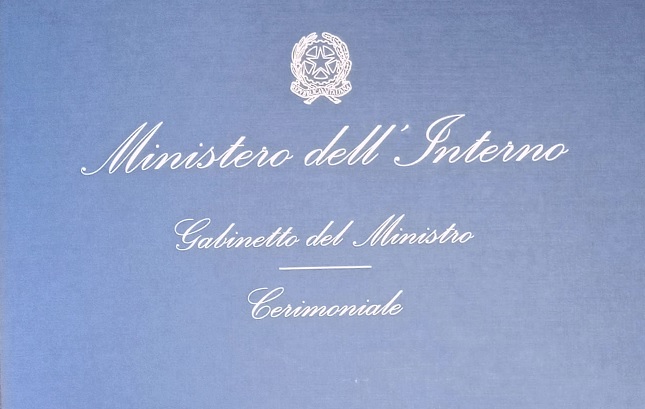 Ministero dell'Interno
Gabinetto del Ministro
Cerimoniale